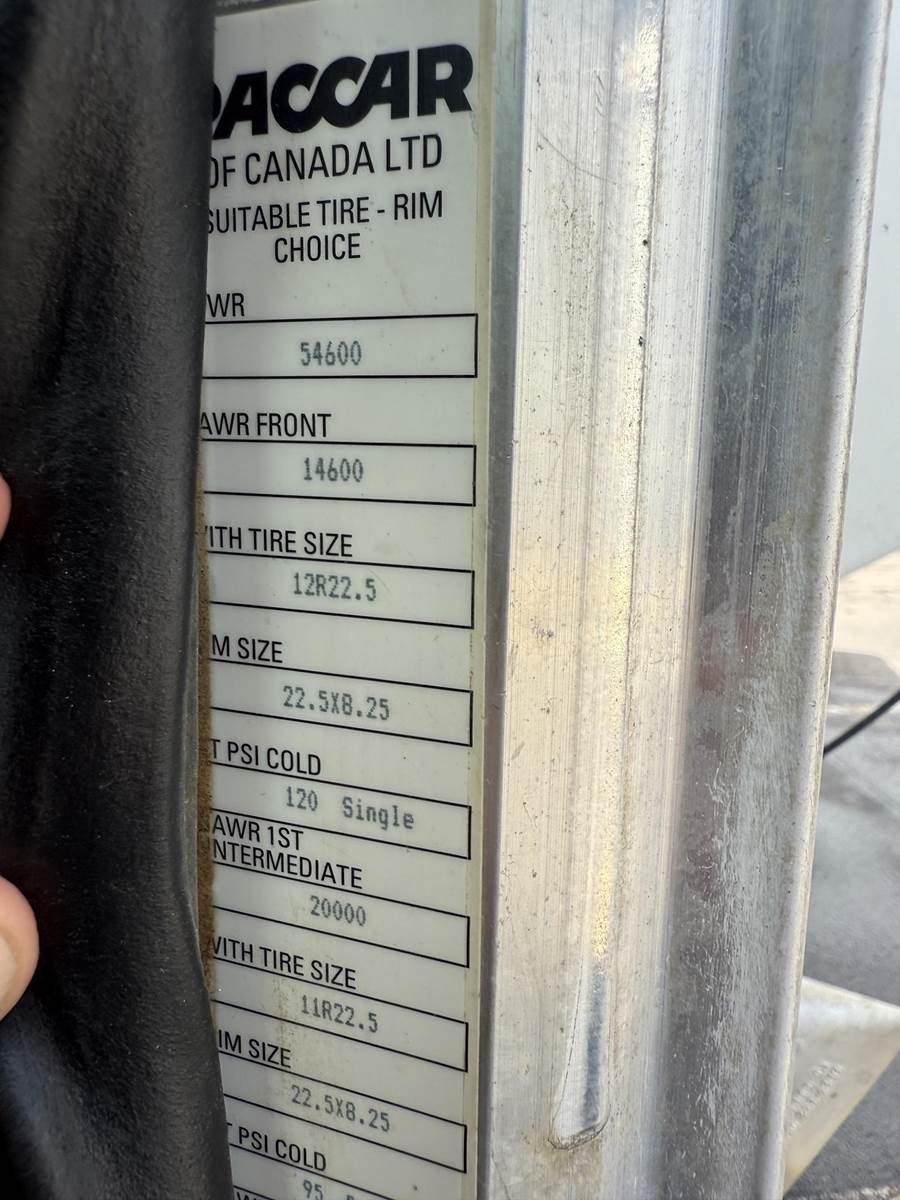 PACCAR
OF CANADA LTD
SUITABLE TIRE - RIM
CHOICE
WR
54600
AWR FRONT
14600
WITH TIRE SIZE
12R22.5
IM SIZE
22.5X8.25
T PSI COLD
120 Single
AWR 1ST
INTERMEDIATE
20000
WITH TIRE SIZE
11R22.5
IM SIZE
22.5X8.25
T PSI COLD
95